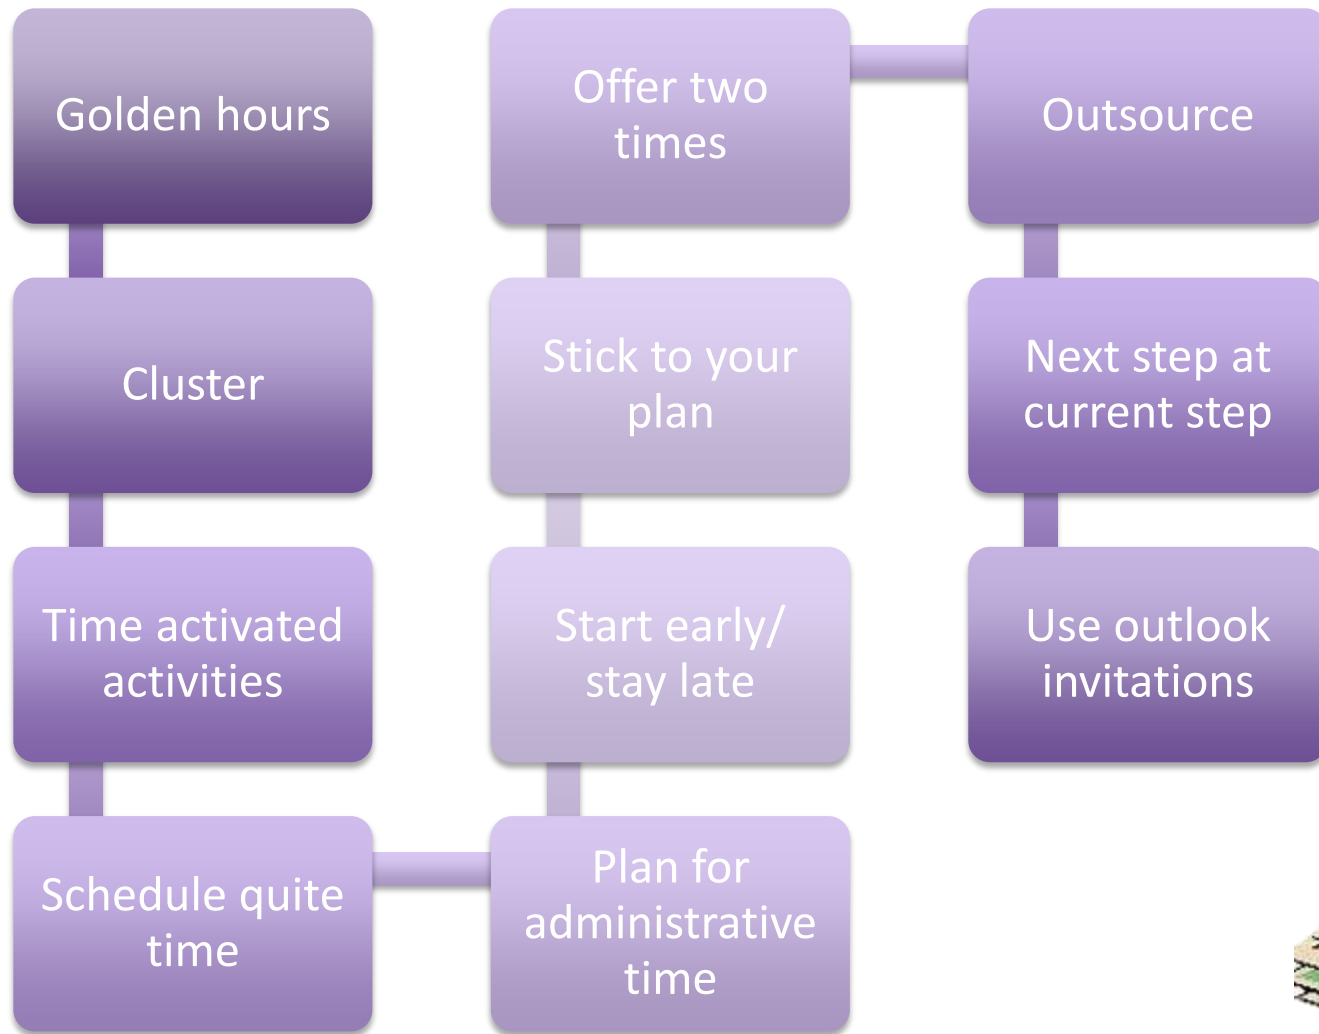 Golden hours
Cluster
Time activated
activities
Schedule quite
time
Plan for
administrative
time
Start early/
stay late
Stick to your
plan
Offer two
times
Outsource
Next step at
current step
Use outlook
invitations